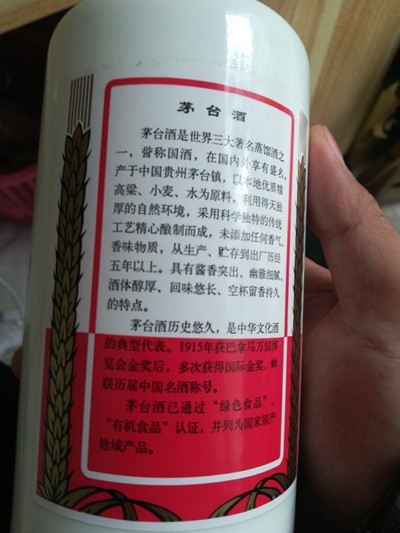 茅台酒
茅台酒是世界三大著名蒸馏酒之
一，誉称国酒，在国内外享有盛名，
产于中国贵州茅台镇，以本地优质糯
高粱、小麦、水为原料，利用得天独
厚的自然环境，采用科学独特的传统
工艺精心酿制而成，未添加任何香气、
香味物质，从生产、贮存到出厂历经
五年以上。具有酱香突出、幽雅细腻、
酒体醇厚、回味悠长、空杯留香持久
的特点。
茅台酒历史悠久，是中华文化酒
的典型代表。1915年获巴拿马万国博
览会金奖后，多次获得国际金奖，蝉
联历届中国名酒称号。
茅台酒已通过“绿色食品”、
“有机食品”认证，并列为国家原产
地域产品。